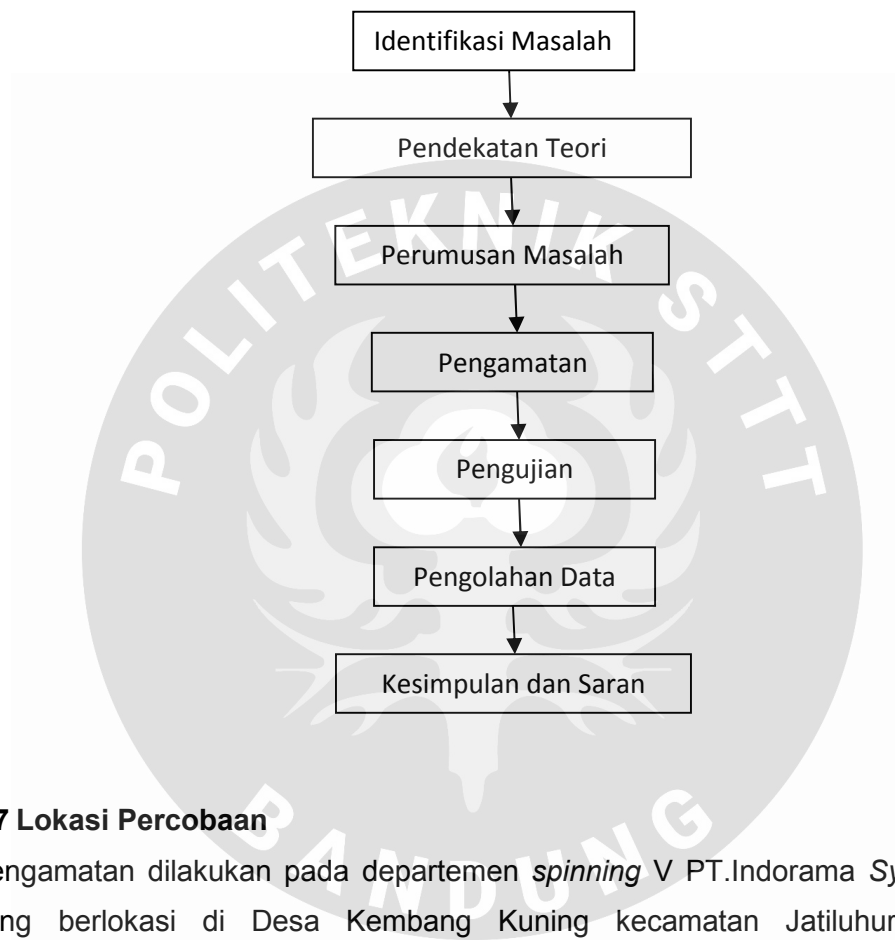 Identifikasi Masalah
Pendekatan Teori
Perumusan Masalah
Pengamatan
Pengujian
Pengolahan Data
Kesimpulan dan Saran
POLITEKNIK STTT
BANDUNG
7 Lokasi Percobaan
engamatan dilakukan pada departemen spinning V PT.Indorama Sy
ng berlokasi di Desa Kembang Kuning kecamatan Jatiluhur